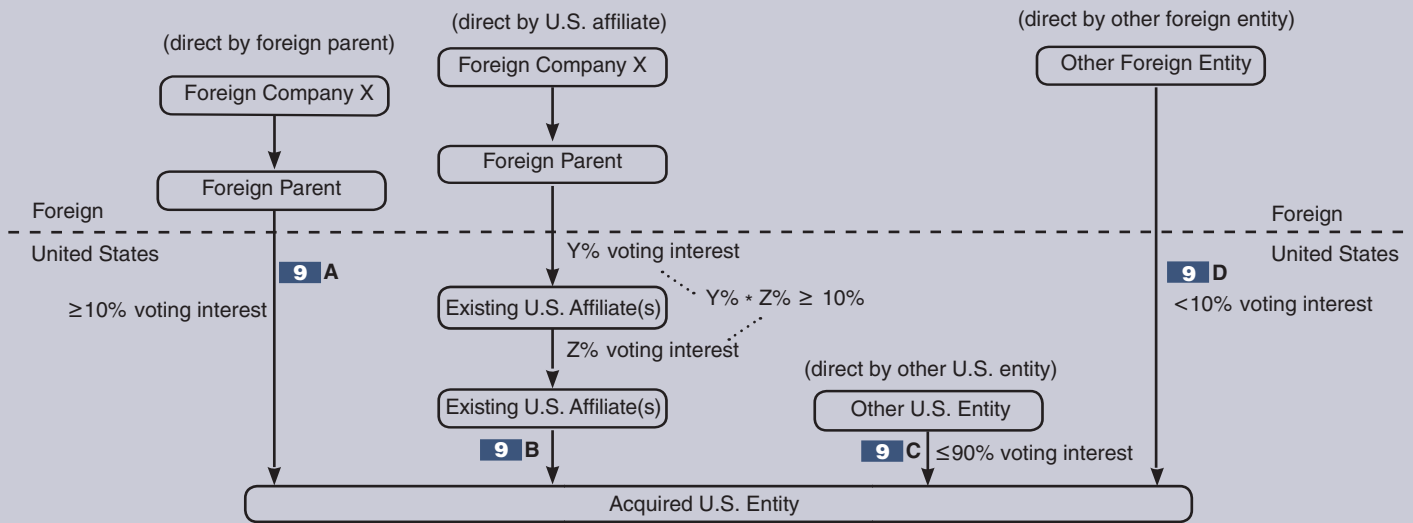 (direct by foreign parent)
Foreign Company X
Foreign Parent
(direct by U.S. affiliate)
Foreign Company X
Foreign Parent
(direct by other foreign entity)
Other Foreign Entity
Foreign
Foreign
United States
United States
9 A
≥10% voting interest
Y% voting interest
Y% * Z% ≥ 10%
Existing U.S. Affiliate(s)
Z% voting interest
Existing U.S. Affiliate(s)
9 B
(direct by other U.S. entity)
Other U.S. Entity
9 C ≤90% voting interest
9 D
<10% voting interest
Acquired U.S. Entity